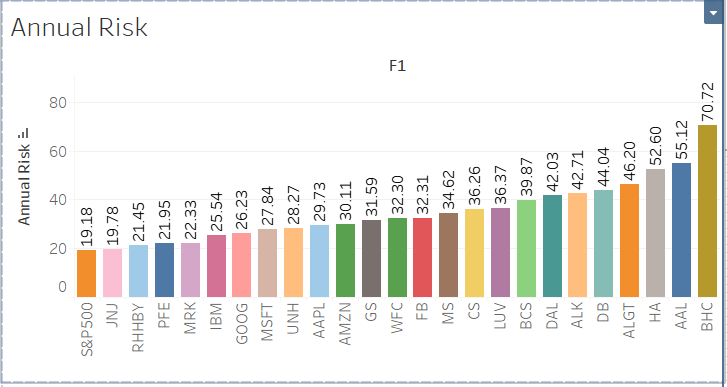 Annual Risk
F1
Annual Risk
80
60
40
20
0
19.18
19.78
21.45
21.95
22.33
25.54
26.23
27.84
28.27
29.73
30.11
31.59
32.30
32.31
34.62
36.26
36.37
39.87
42.03
42.71
44.04
46.20
52.60
55.12
70.72
S&P500
JNJ
RHHBY
PFE
MRK
IBM
GOOG
MSFT
UNH
AAPL
AMZN
GS
WFC
FB
MS
CS
LUV
BCS
DAL
ALK
DB
ALGT
HA
AAL
BHC